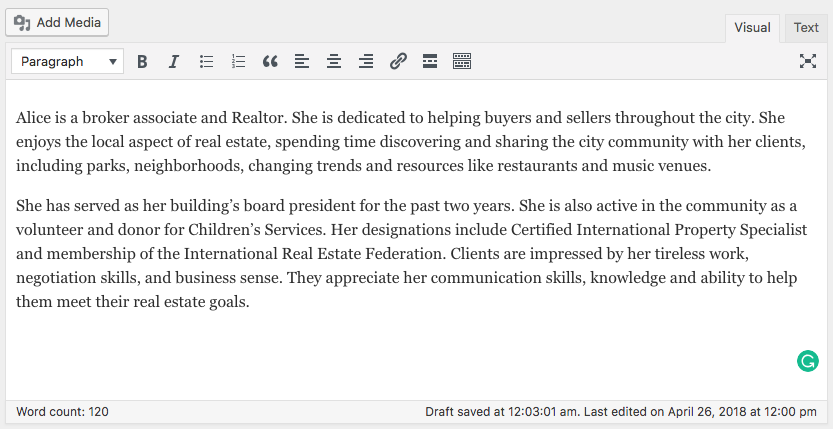 Add Media
Visual Text
Paragraph
Alice is a broker associate and Realtor. She is dedicated to helping buyers and sellers throughout the city. She
enjoys the local aspect of real estate, spending time discovering and sharing the city community with her clients,
including parks, neighborhoods, changing trends and resources like restaurants and music venues.
She has served as her building’s board president for the past two years. She is also active in the community as a
volunteer and donor for Children’s Services. Her designations include Certified International Property Specialist
and membership of the International Real Estate Federation. Clients are impressed by her tireless work,
negotiation skills, and business sense. They appreciate her communication skills, knowledge and ability to help
them meet their real estate goals.
Word count: 120 Draft saved at 12:03:01 am. Last edited on April 26, 2018 at 12:00 pm